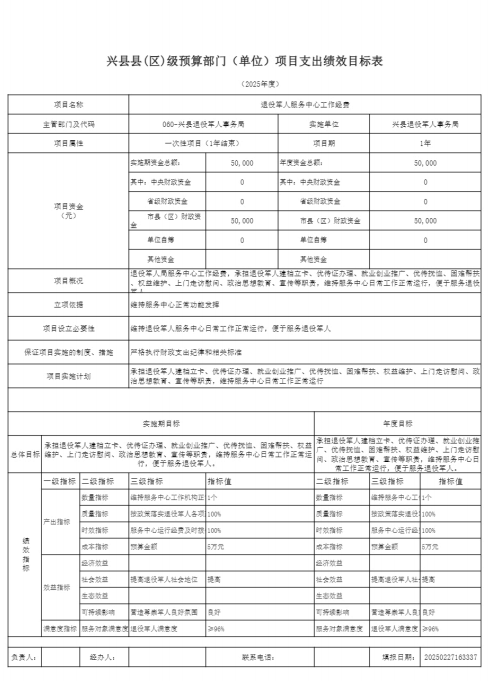 兴县县(区)级预算部门（单位）项目支出绩效目标表
（2025年度）
项目名称 退役军人服务中心工作经费
主管部门及代码 060-兴县退役军人事务局 实施单位 兴县退役军人事务局
项目属性 一次性项目（1年结束） 项目期 1年
项目资金（元） 实施期资金总额： 50,000 年度资金总额： 50,000
其中：中央财政资金 0 其中：中央财政资金 0
省级财政资金 0 省级财政资金 0
市县（区）财政资金 50,000 市县（区）财政资金 50,000
单位自筹 0 单位自筹 0
其他资金 其他资金
项目概况 退役军人局服务中心工作经费，承担退役军人建档立卡、优待证办理、就业创业推广、优待抚恤、困难帮扶
、权益维护、上门走访慰问、政治思想教育、宣传等职责，维持服务中心日常工作正常运行，便于服务退役
军人
立项依据 维持服务中心正常功能发挥
项目设立必要性 维持退役军人服务中心日常工作正常运行，便于服务退役军人
保证项目实施的制度、措施 严格执行财政支出纪律和相关标准
项目实施计划 承担退役军人建档立卡、优待证办理、就业创业推广、优待抚恤、困难帮扶、权益维护、上门走访慰问、政
治思想教育、宣传等职责，维持服务中心日常工作正常运行
实施期目标 年度目标
总体目标 承担退役军人建档立卡、优待证办理、就业创业推广、优待抚恤、困难帮扶、权益
维护、上门走访慰问、政治思想教育、宣传等职责，维持服务中心日常工作正常运
行，便于服务退役军人。
承担退役军人建档立卡、优待证办理、就业创业推
广、优待抚恤、困难帮扶、权益维护、上门走访慰
问、政治思想教育、宣传等职责，维持服务中心日
常工作正常运行，便于服务退役军人。
绩效指标 一级指标 二级指标 三级指标 指标值 二级指标 三级指标 指标值
产出指标 数量指标 维持服务中心工作机构正 1个 数量指标 维持服务中心工 1个
质量指标 按政策落实退役军人各项 100% 质量指标 按政策落实退役 100%
时效指标 服务中心运行经费及时拨 100% 时效指标 服务中心运行经 100%
成本指标 预算金额 5万元 成本指标 预算金额 5万元
效益指标 经济效益 经济效益
社会效益 提高退役军人社会地位 提高 社会效益 提高退役军人社 提高
生态效益 生态效益
可持续影响 营造尊崇军人良好氛围 良好 可持续影响 营造尊崇军人良 良好
满意度指标 服务对象满意度 退役军人满意度 ≥96% 服务对象满意度 退役军人满意度 ≥96%
负责人： 经办人： 联系电话： 填报日期： 20250227163337